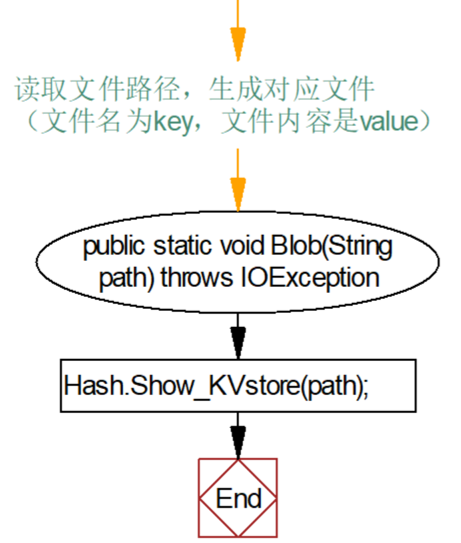 读取文件路径，生成对应文件
（文件名为key，文件内容是value）
public static void Blob(String
path) throws IOException
Hash.Show_KVstore(path);
End